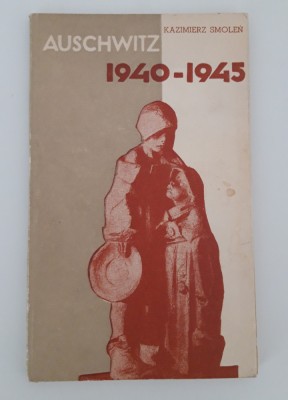 KAZIMIERZ SMOLEŃ
AUSCHWITZ
1940-1945